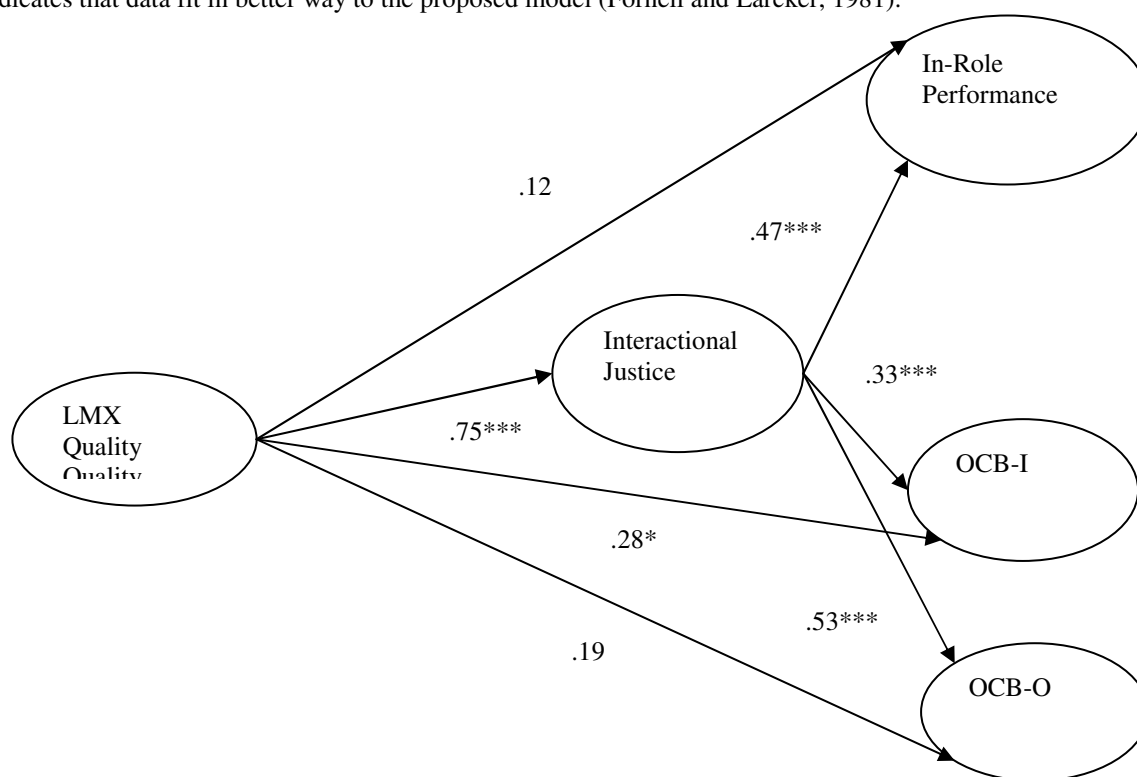 dicates that data fit in better way to the proposed model (Fornell and Larcker, 1981).
In-Role
Performance
.12
.47***
Interactional
Justice
.33***
LMX
Quality
Quality
.75***
OCB-I
.28*
.53***
.19
OCB-O